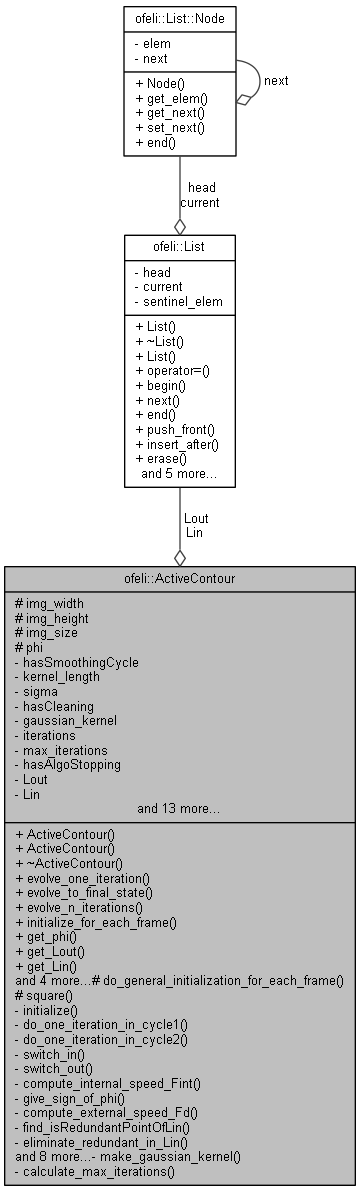 ofeli::List::Node
- elem
- next
+ Node()
+ get_elem()
+ get_next()
+ set_next()
+ end()
next
head
current
ofeli::List
- head
- current
- sentinel_elem
+ List()
+ ~List()
+ List()
+ operator=()
+ begin()
+ next()
+ end()
+ push_front()
+ insert_after()
+ erase()
and 5 more...
Lout
Lin
ofeli::ActiveContour
# img_width
# img_height
# img_size
# phi
- hasSmoothingCycle
- kernel_length
- sigma
- hasCleaning
- gaussian_kernel
- iterations
- max_iterations
- hasAlgoStopping
- Lout
- Lin
and 13 more...
+ ActiveContour()
+ ActiveContour()
+ ~ActiveContour()
+ evolve_one_iteration()
+ evolve_to_final_state()
+ evolve_n_iterations()
+ initialize_for_each_frame()
+ get_phi()
+ get_Lout()
+ get_Lin()
and 4 more...# do_general_initialization_for_each_frame()
# square()
- initialize()
- do_one_iteration_in_cycle1()
- do_one_iteration_in_cycle2()
- switch_in()
- switch_out()
- compute_internal_speed_Fint()
- give_sign_of_phi()
- compute_external_speed_Fd()
- find_isRedundantPointOfLin()
- eliminate_redundant_in_Lin()
and 8 more...- make_gaussian_kernel()
- calculate_max_iterations()